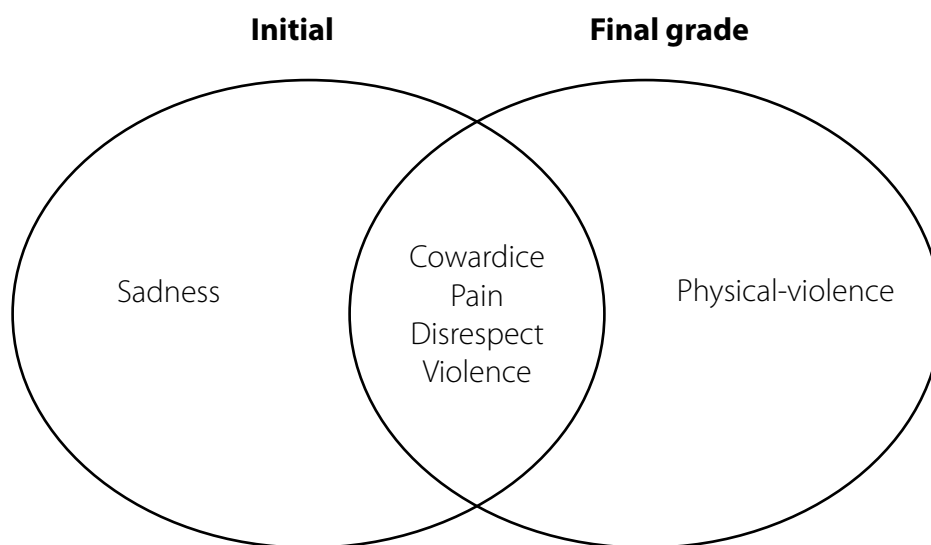 Initial
Final grade
Sadness
Cowardice
Pain
Disrespect
Violence
Physical-violence